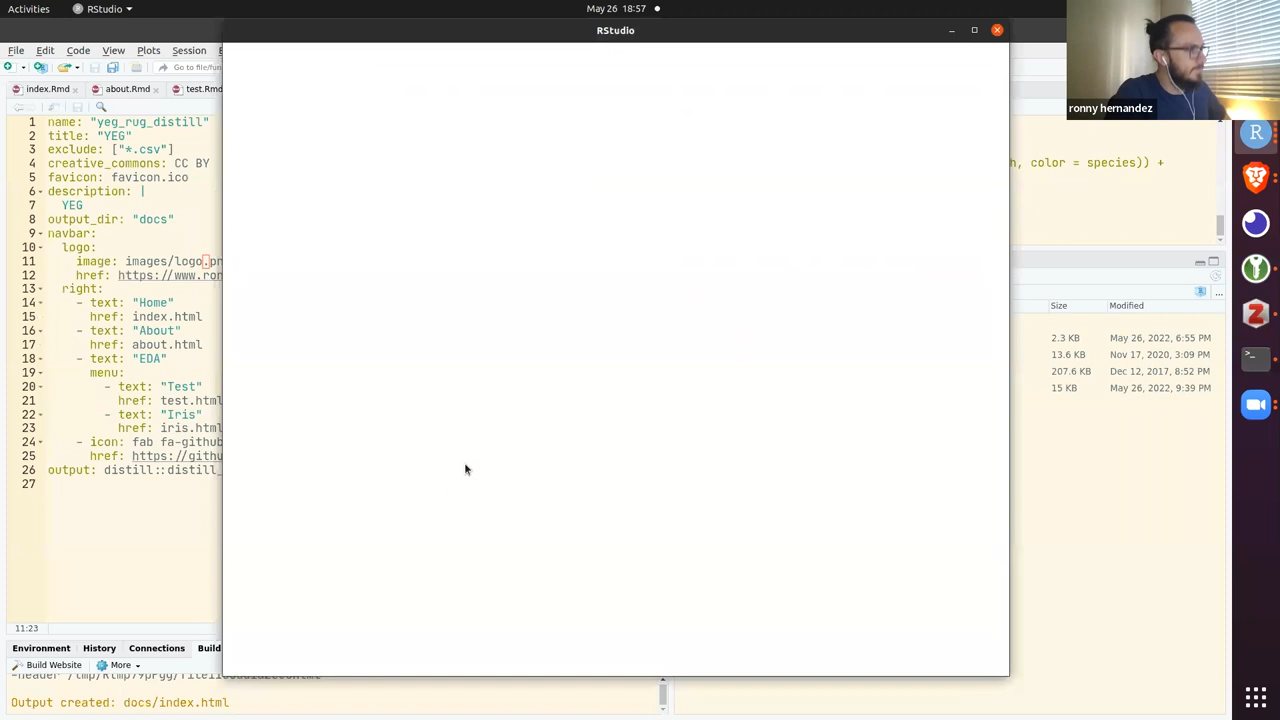 Activities
RStudio
May 26 18:57
RStudio
ronny hernandez
File Edit Code View Plots Session
Go to file/fun
index.Rmd
about.Rmd
test.Rmd
1 name: "yeg_rug_distill"
2 title: "YEG"
3 exclude: ["*.csv"]
4 creative_commons: CC BY
5 favicon: favicon.ico
6 description: |
7 YEG
8 output_dir: "docs"
9 navbar:
10 logo:
11 image: images/logo.pn
12 href: https://www.ron
13 right:
14 - text: "Home"
15 href: index.html
16 - text: "About"
17 href: about.html
18 - text: "EDA"
19 menu:
20 - text: "Test"
21 href: test.html
22 - text: "Iris"
23 href: iris.html
24 - icon: fab fa-github
25 href: https://githu
26 output: distill::distill_
27
11:23
Environment History Connections Build
Build Website More
Output created: docs/index.html
h, color = species)) +
Size Modified
2.3 KB May 26, 2022, 6:55 PM
13.6 KB Nov 17, 2020, 3:09 PM
207.6 KB Dec 12, 2017, 8:52 PM
15 KB May 26, 2022, 9:39 PM